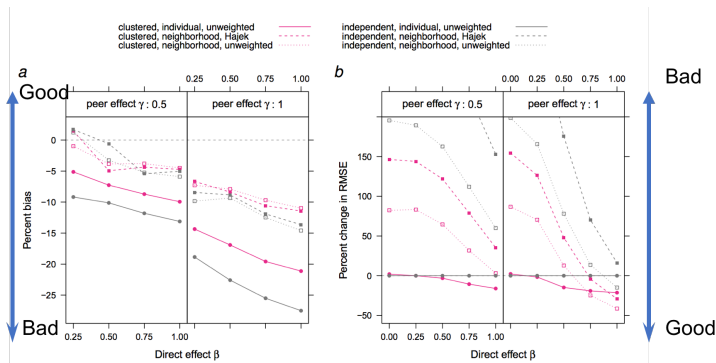 clustered, individual, unweighted
clustered, neighborhood, Hajek
clustered, neighborhood, unweighted
independent, individual, unweighted
independent, neighborhood, Hajek
independent, neighborhood, unweighted
a
Good
0.25 0.50 0.75 1.00
peer effect γ : 0.5
peer effect γ : 1
0
−5
−10
−15
−20
−25
Percent bias
Bad
0.25 0.50 0.75 1.00
Direct effect β
b
Bad
0.00 0.25 0.50 0.75 1.00
peer effect γ : 0.5
peer effect γ : 1
150
100
50
0
−50
Percent change in RMSE
Good
0.00 0.25 0.50 0.75 1.00
Direct effect β